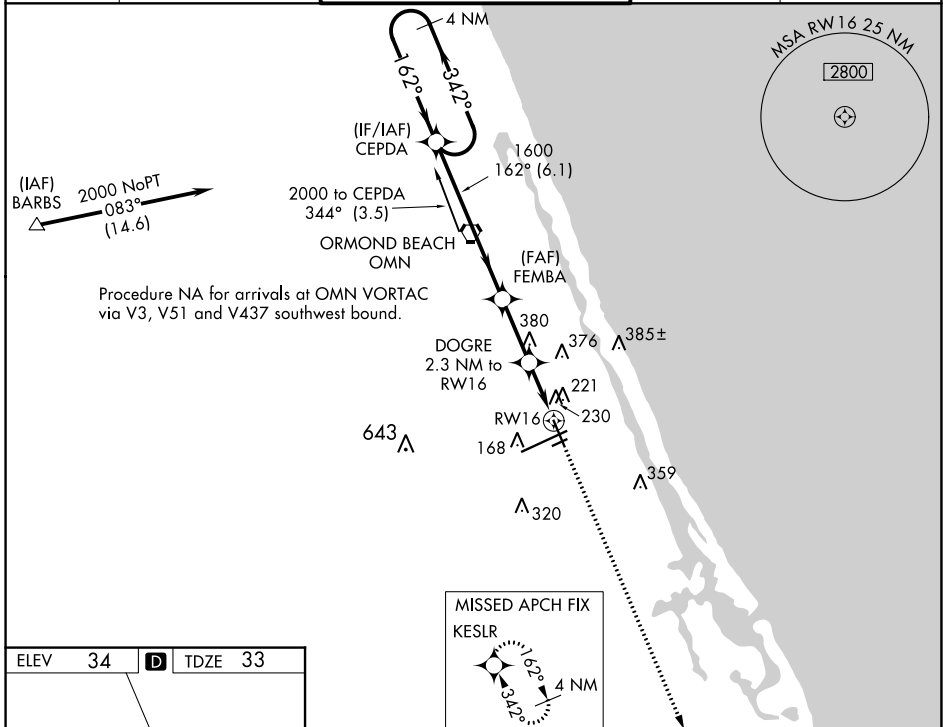 4 NM
162°
342°
MSA RW16 25 NM
2800
(IF/IAF)
CEPDA
1600
162° (6.1)
(IAF)
BARBS
2000 NoPT
083°
(14.6)
2000 to CEPDA
344° (3.5)
ORMOND BEACH
OMN
(FAF)
FEMBA
Procedure NA for arrivals at OMN VORTAC
via V3, V51 and V437 southwest bound.
380
376
385±
DOGRE
2.3 NM to
RW16
221
230
RW16
643
168
359
320
MISSED APCH FIX
KESLR
162°
342°
4 NM
ELEV 34 D TDZE 33